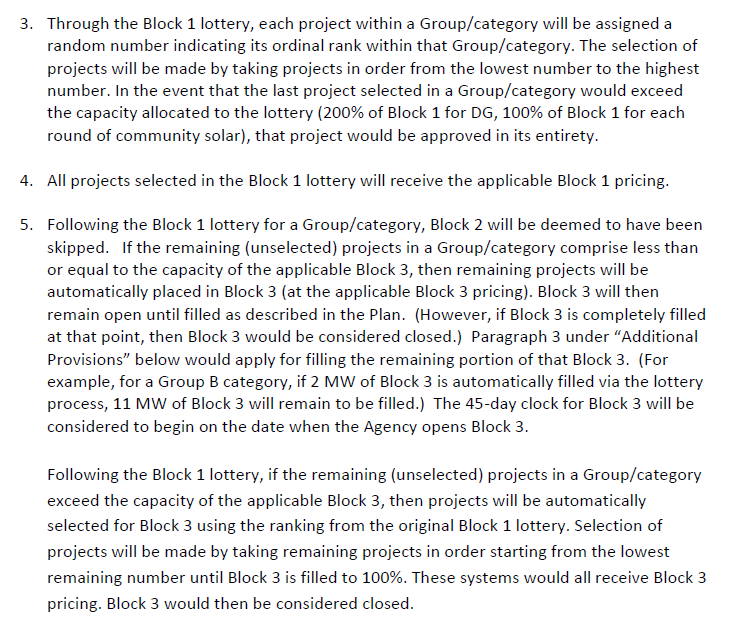 3. Through the Block 1 lottery, each project within a Group/category will be assigned a
random number indicating its ordinal rank within that Group/category. The selection of
projects will be made by taking projects in order from the lowest number to the highest
number. In the event that the last project selected in a Group/category would exceed
the capacity allocated to the lottery (200% of Block 1 for DG, 100% of Block 1 for each
round of community solar), that project would be approved in its entirety.
4. All projects selected in the Block 1 lottery will receive the applicable Block 1 pricing.
5. Following the Block 1 lottery for a Group/category, Block 2 will be deemed to have been
skipped. If the remaining (unselected) projects in a Group/category comprise less than
or equal to the capacity of the applicable Block 3, then remaining projects will be
automatically placed in Block 3 (at the applicable Block 3 pricing). Block 3 will then
remain open until filled as described in the Plan. (However, if Block 3 is completely filled
at that point, then Block 3 would be considered closed.) Paragraph 3 under “Additional
Provisions” below would apply for filling the remaining portion of that Block 3. (For
example, for a Group B category, if 2 MW of Block 3 is automatically filled via the lottery
process, 11 MW of Block 3 will remain to be filled.) The 45-day clock for Block 3 will be
considered to begin on the date when the Agency opens Block 3.
Following the Block 1 lottery, if the remaining (unselected) projects in a Group/category
exceed the capacity of the applicable Block 3, then projects will be automatically
selected for Block 3 using the ranking from the original Block 1 lottery. Selection of
projects will be made by taking remaining projects in order starting from the lowest
remaining number until Block 3 is filled to 100%. These systems would all receive Block 3
pricing. Block 3 would then be considered closed.